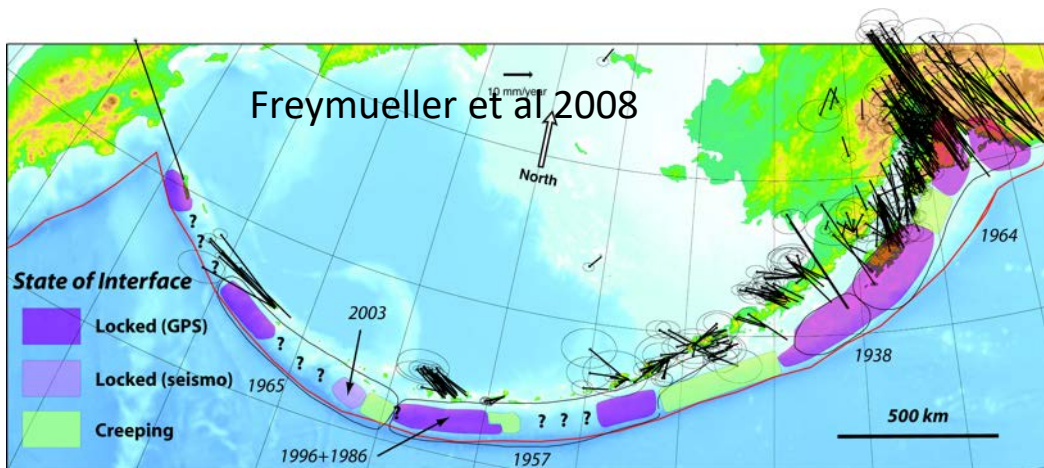 10 mm/year
Freymueller et al 2008
North
?
?
?
State of Interface
Locked (GPS)
Locked (seismo)
Creeping
2003
1965
? ? ? ?
?
1996+1986
1957
? ? ?
1938
1964
500 km